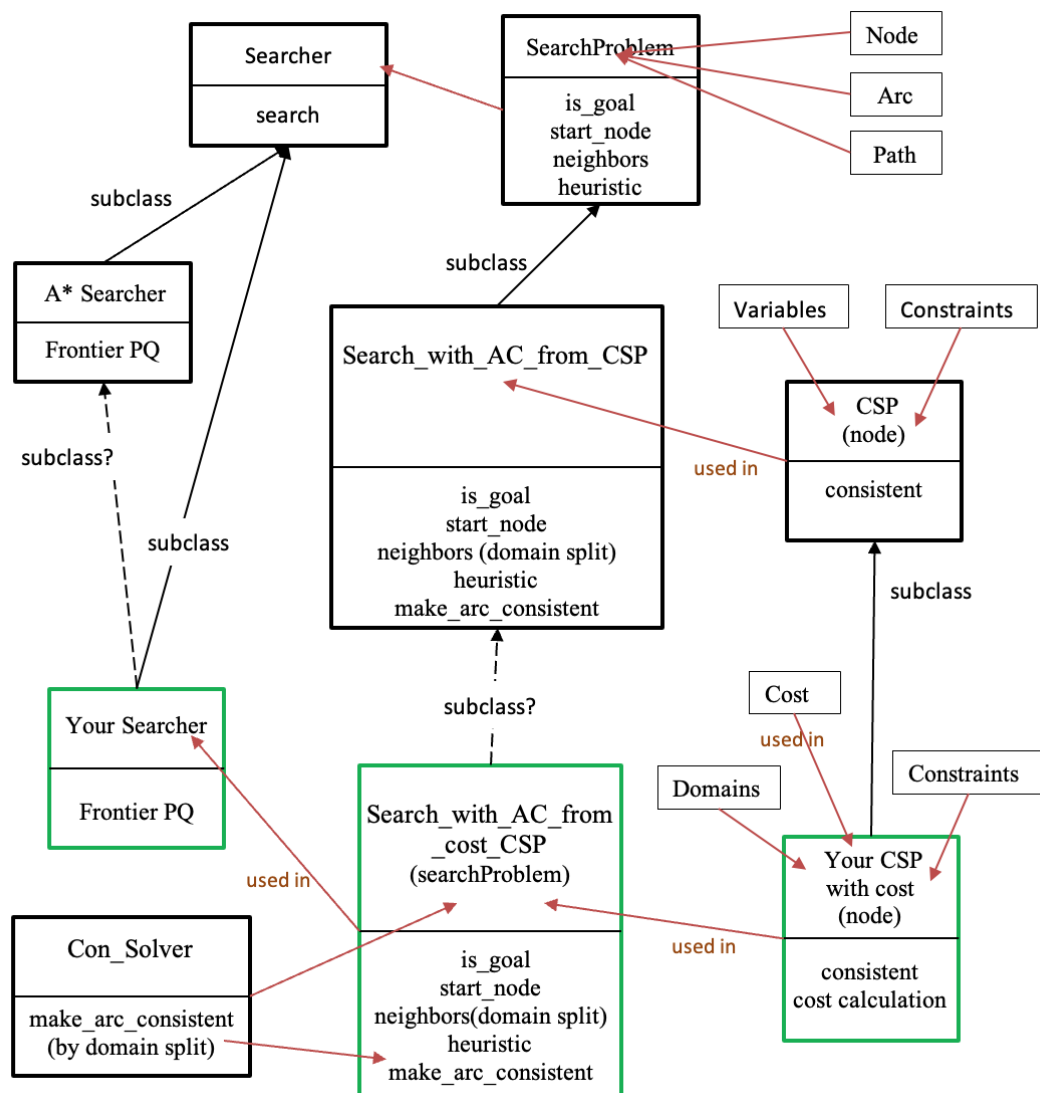 Searcher
search
SearchProblem
is_goal
start_node
neighbors
heuristic
Node
Arc
Path
subclass
subclass
A* Searcher
Frontier PQ
Search_with_AC_from_CSP
is_goal
start_node
neighbors (domain split)
heuristic
make_arc_consistent
Variables
Constraints
CSP
(node)
consistent
used in
subclass?
subclass
subclass
Your Searcher
Frontier PQ
subclass?
Cost
used in
Domains
Constraints
Search_with_AC_from
_cost_CSP
(searchProblem)
is_goal
start_node
neighbors(domain split)
heuristic
make_arc_consistent
Your CSP
with cost
(node)
consistent
cost calculation
used in
used in
Con_Solver
make_arc_consistent
(by domain split)